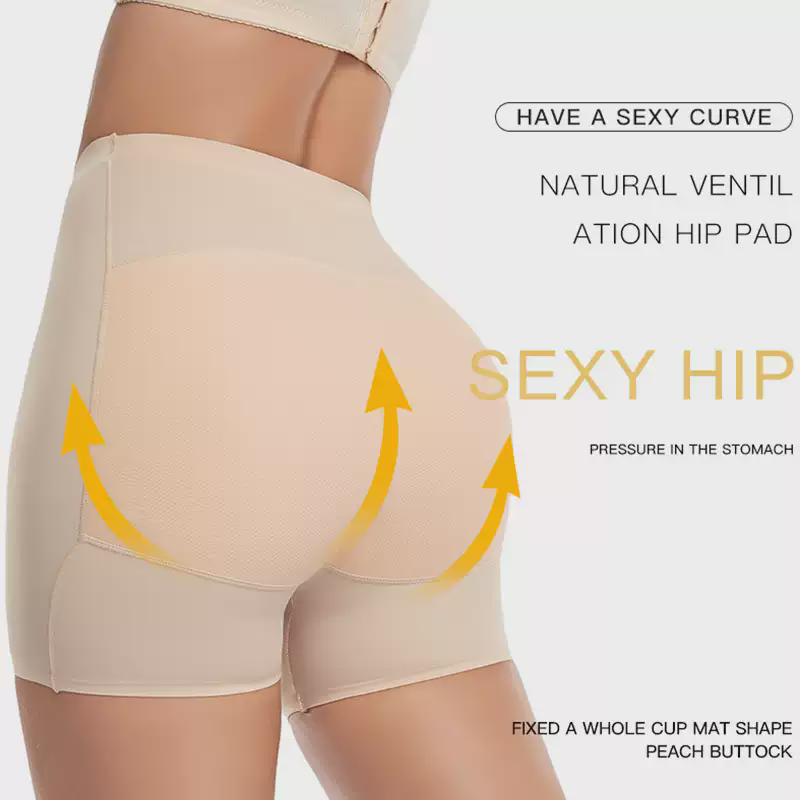 HAVE A SEXY CURVE
NATURAL VENTIL
ATION HIP PAD
SEXY HIP
PRESSURE IN THE STOMACH
FIXED A WHOLE CUP MAT SHAPE
PEACH BUTTOCK